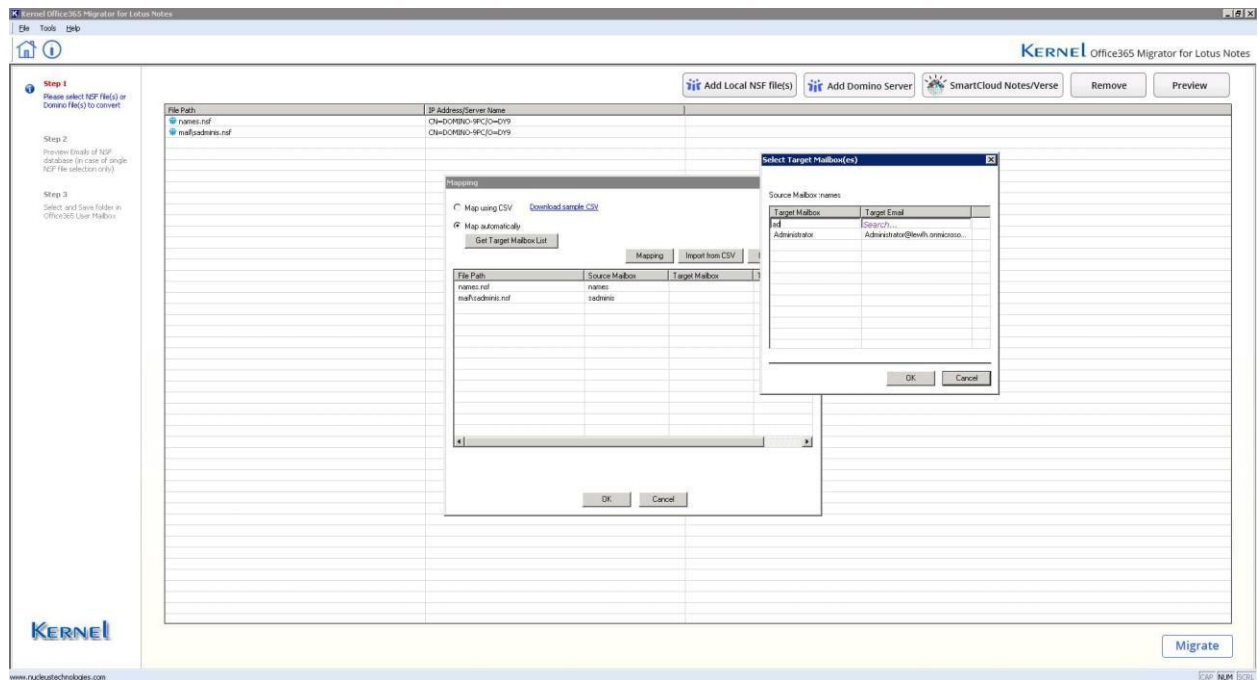 Kernel Office365 Migrator for Lotus Notes
File Tools Help
KERNEL Office365 Migrator for Lotus Notes
Step 1
Please select NSF file(s) or
Domino file(s) to convert
Step 2
Preview Emails of NSF
database (in case of single
NSF file selection only)
Step 3
Select and Save folder in
Office365 User Mailbox
Add Local NSF file(s) Add Domino Server SmartCloud Notes/Verse Remove Preview
File Path IP Address/Server Name
names.nsf CN=DOMINO-9PC/O=DY9
mail\sadminis.nsf CN=DOMINO-9PC/O=DY9
Mapping
Map using CSV Download sample CSV
Map automatically
Get Target Mailbox List
Mapping Import from CSV
File Path Source Mailbox Target Mailbox
names.nsf names
mail\sadminis.nsf sadminis
OK Cancel
Select Target Mailbox(es)
Source Mailbox :names
Target Mailbox Target Email
ad Search...
Administrator Administrator@lewlh.onmicroso...
OK Cancel
KERNEL
Migrate
www.nucleustechnologies.com
CAP NUM SCRL